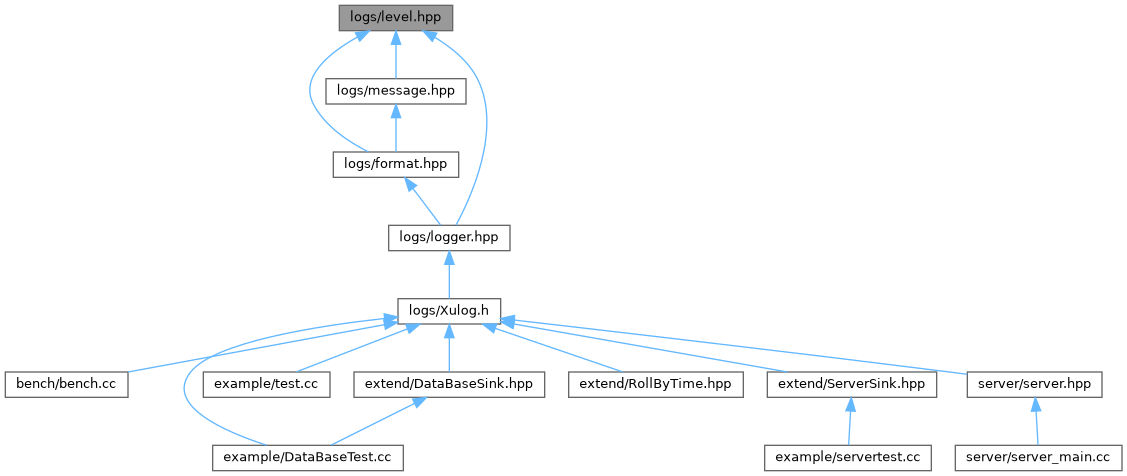 logs/level.hpp
logs/message.hpp
logs/format.hpp
logs/logger.hpp
logs/Xulog.h
bench/bench.cc
example/test.cc
extend/DataBaseSink.hpp
extend/RollByTime.hpp
extend/ServerSink.hpp
server/server.hpp
example/DataBaseTest.cc
example/servertest.cc
server/server_main.cc